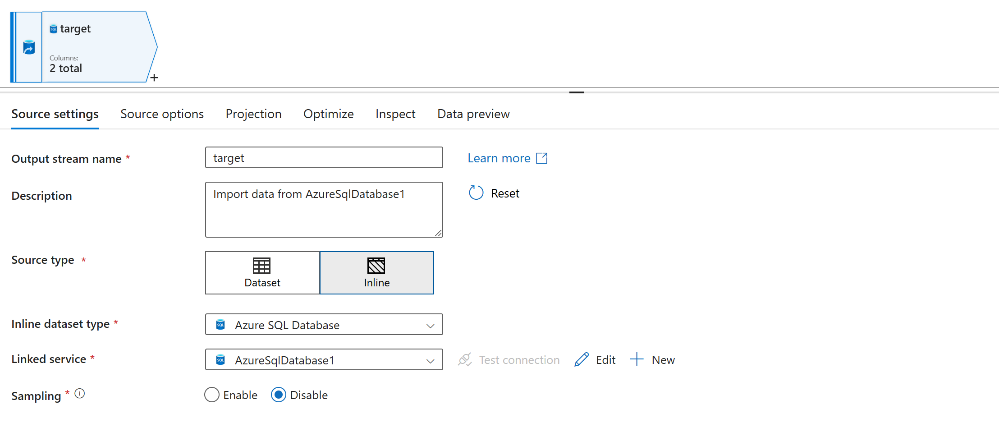 target
Columns:
2 total
+
Source settings Source options Projection Optimize Inspect Data preview
Output stream name * target Learn more
Description Import data from AzureSqlDatabase1 Reset
Source type * Dataset Inline
Inline dataset type * SQL Azure SQL Database
Linked service * SQL AzureSqlDatabase1 Test connection Edit New
Sampling * Enable Disable